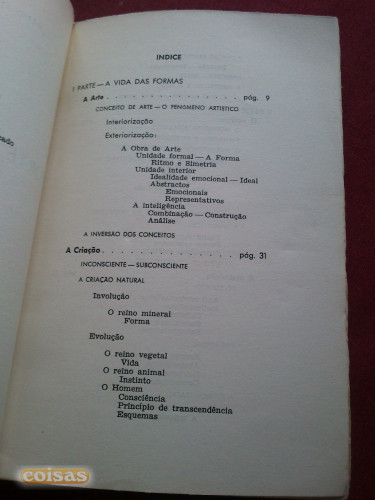 INDICE
1 PARTE — A VIDA DAS FORMAS
A Arte . . . . . . . . . . . . . . . pág. 9
CONCEITO DE ARTE — O FENOMENO ARTÍSTICO
Interiorização
Exteriorização:
A Obra de Arte
Unidade formal — A Forma
Ritmo e Simetria
Unidade interior
Idealidade emocional — Ideal
Abstractos
Emocionais
Representativos
A inteligência
Combinação — Construção
Análise
A INVERSÃO DOS CONCEITOS
A Criação . . . . . . . . . . . . . . pág. 31
INCONSCIENTE — SUBCONSCIENTE
A CRIAÇÃO NATURAL
Involução
O reino mineral
Forma
Evolução
O reino vegetal
Vida
O reino animal
Instinto
O Homem
Consciência
Princípio de transcendência
Esquemas
coisas